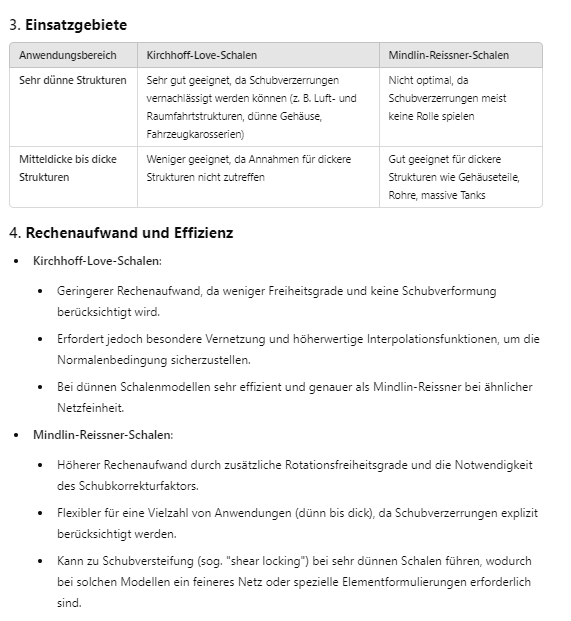 3. Einsatzgebiete
Anwendungsbereich Kirchhoff-Love-Schalen Mindlin-Reissner-Schalen
Sehr dünne Strukturen Sehr gut geeignet, da Schubverzerrungen Nicht optimal, da
vernachlässigt werden können (z. B. Luft- und Schubverzerrungen meist
Raumfahrtstrukturen, dünne Gehäuse, keine Rolle spielen
Fahrzeugkarosserien)
Mitteldicke bis dicke Weniger geeignet, da Annahmen für dickere Gut geeignet für dickere
Strukturen Strukturen nicht zutreffen Strukturen wie Gehäuseteile,
Rohre, massive Tanks
4. Rechenaufwand und Effizienz
• Kirchhoff-Love-Schalen:
• Geringerer Rechenaufwand, da weniger Freiheitsgrade und keine Schubverformung
berücksichtigt wird.
• Erfordert jedoch besondere Vernetzung und höherwertige Interpolationsfunktionen, um die
Normalenbedingung sicherzustellen.
• Bei dünnen Schalenmodellen sehr effizient und genauer als Mindlin-Reissner bei ähnlicher
Netzfeinheit.
• Mindlin-Reissner-Schalen:
• Höherer Rechenaufwand durch zusätzliche Rotationsfreiheitsgrade und die Notwendigkeit
des Schubkorrekturfaktors.
• Flexibler für eine Vielzahl von Anwendungen (dünn bis dick), da Schubverzerrungen explizit
berücksichtigt werden.
• Kann zu Schubversteifung (sog. "shear locking") bei sehr dünnen Schalen führen, wodurch
bei solchen Modellen ein feineres Netz oder spezielle Elementformulierungen erforderlich
sind.